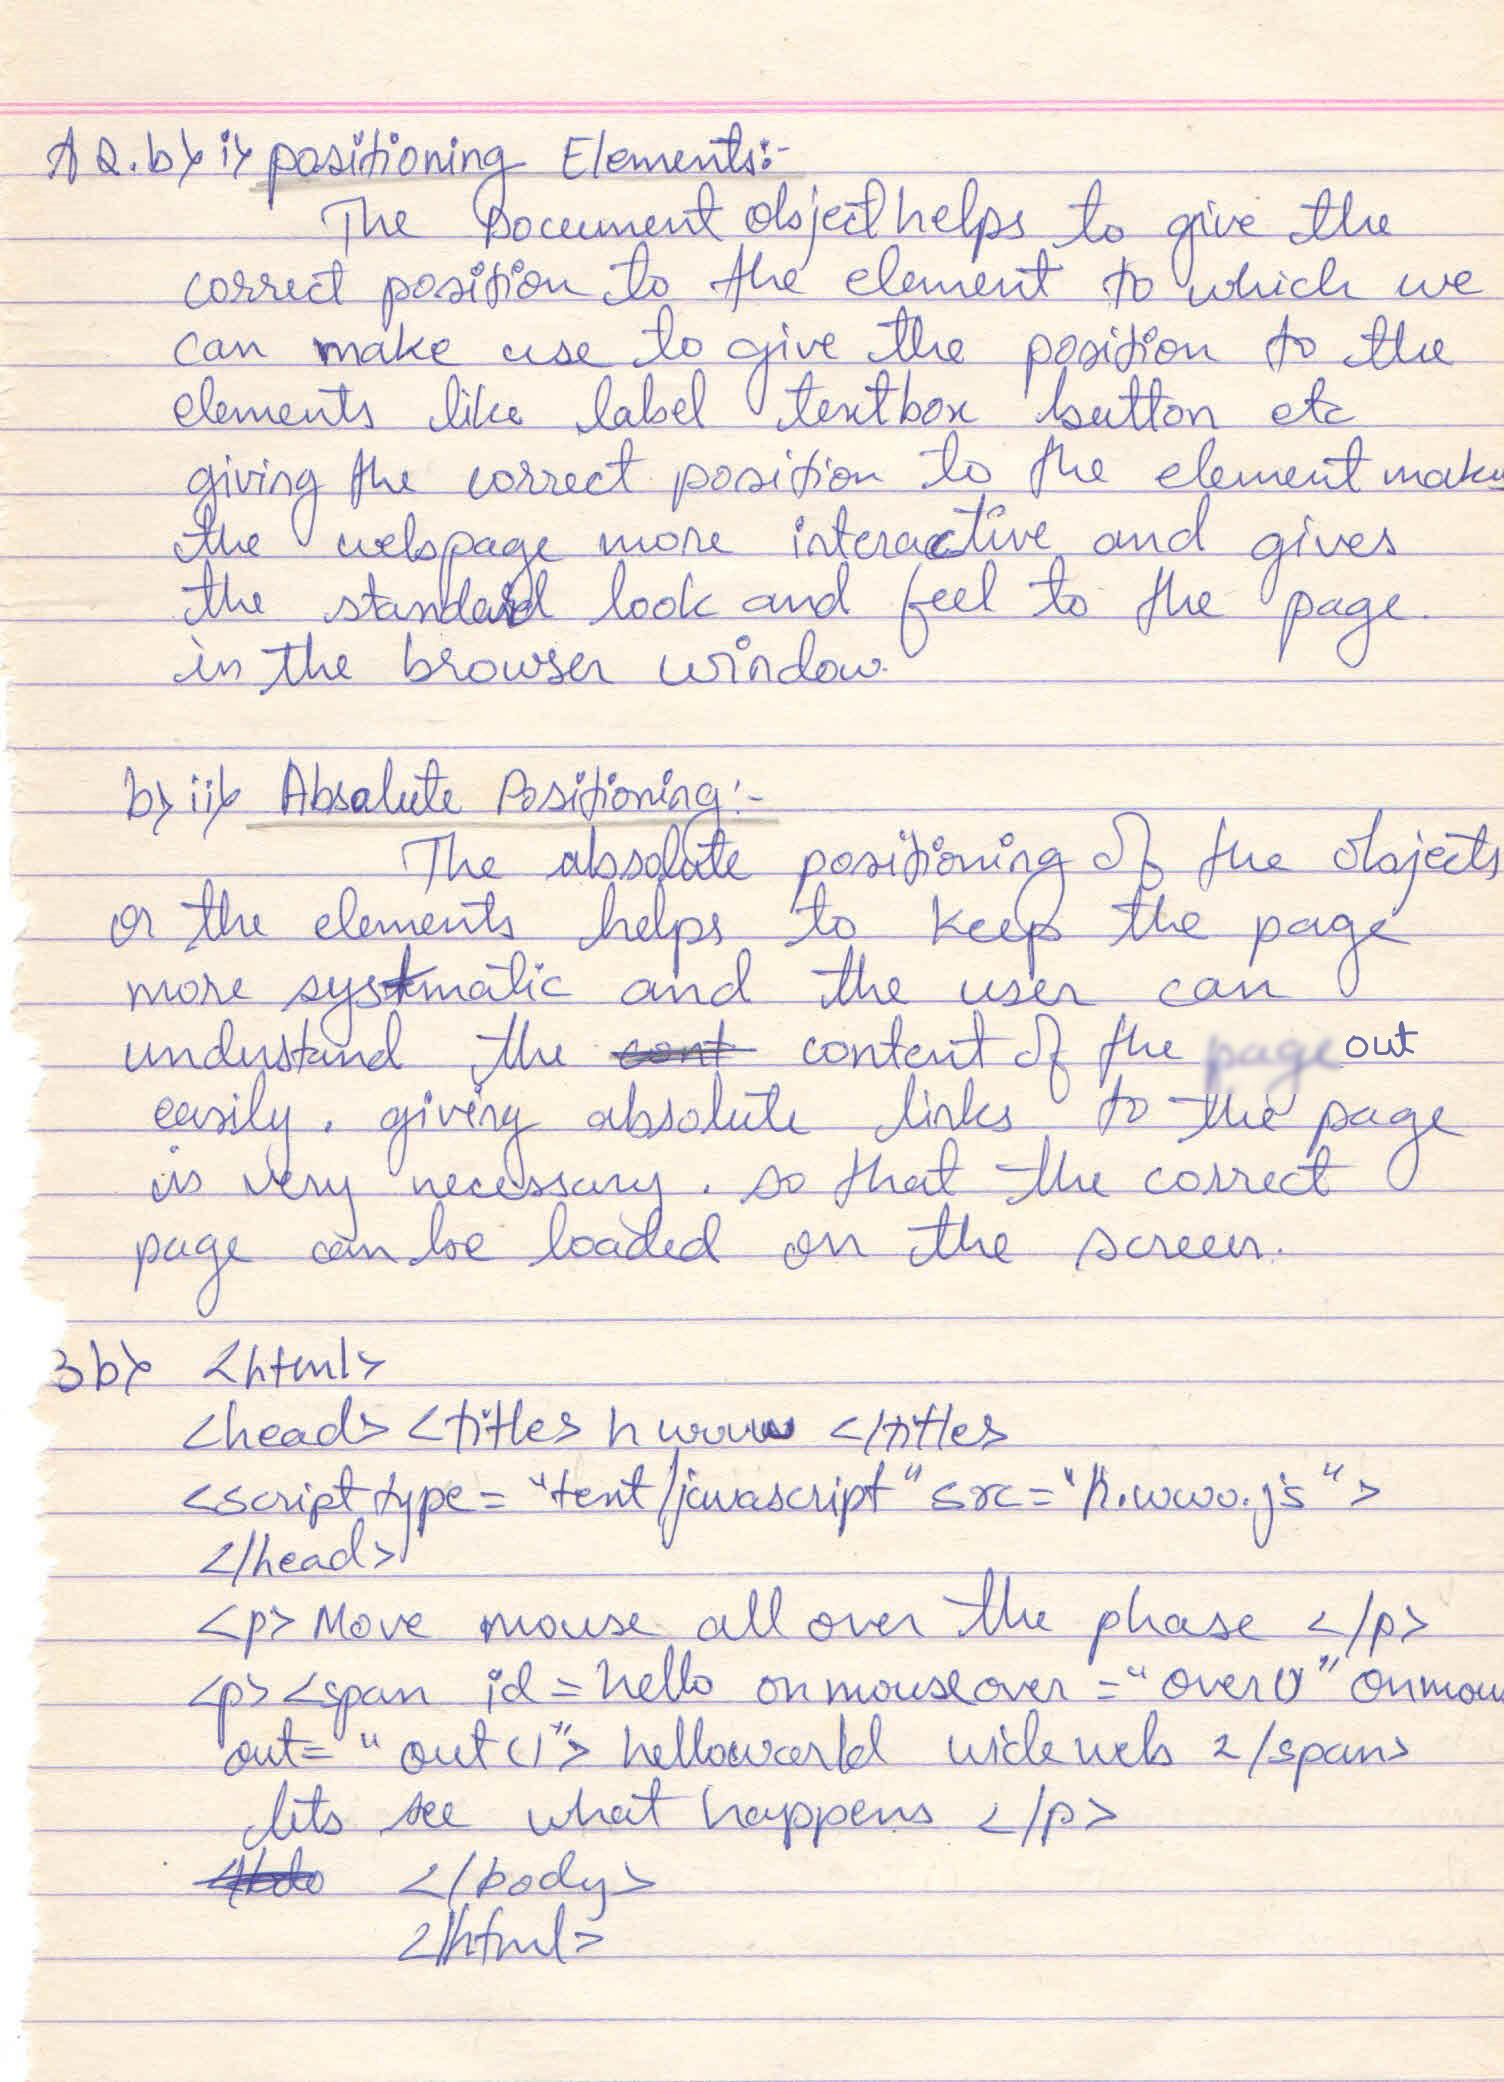 A2. b) i) positioning Elements:-
The Document object helps to give the
correct position to the element to which we
can make use to give the position to the
elements like label textbox button etc
giving the correct position to the element makes
the webpage more interactive and gives
the standard look and feel to the page.
in the browser window.
b) ii) Absolute Positioning:-
The absolute positioning of the objects
or the elements helps to keep the page
more systmatic and the user can
understand the cont content of the out
easily. giving absolute links to the page
is very necessary. so that the correct
page can be loaded on the screen.
3b) <html>
<head> <title> h www </title>
<script type = "text/javascript" src = "h.www.js">
</head>
<p> Move mouse all over the phase </p>
<p> <span id = hello onmouseover = "over()" onmou
out = "out()"> helloworld wide web </span>
lets see what happens </p>
</body>
</html>